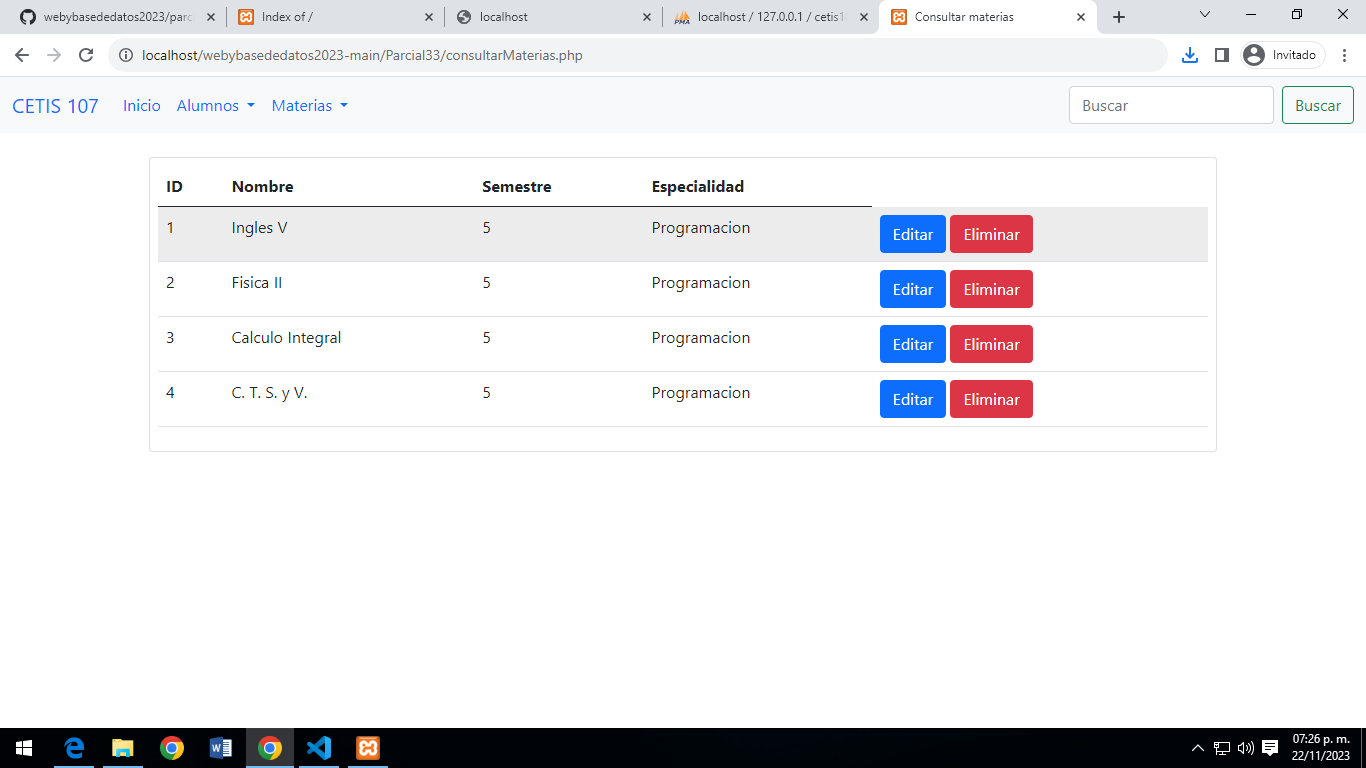 webybasededatos2023/parc
Index of /
localhost
localhost / 127.0.0.1 / cetis10
Consultar materias
localhost/webybasededatos2023-main/Parcial33/consultarMaterias.php
Invitado
CETIS 107 Inicio Alumnos Materias Buscar Buscar
ID Nombre Semestre Especialidad
1 Ingles V 5 Programacion Editar Eliminar
2 Fisica II 5 Programacion Editar Eliminar
3 Calculo Integral 5 Programacion Editar Eliminar
4 C. T. S. y V. 5 Programacion Editar Eliminar
07:26 p. m.
22/11/2023